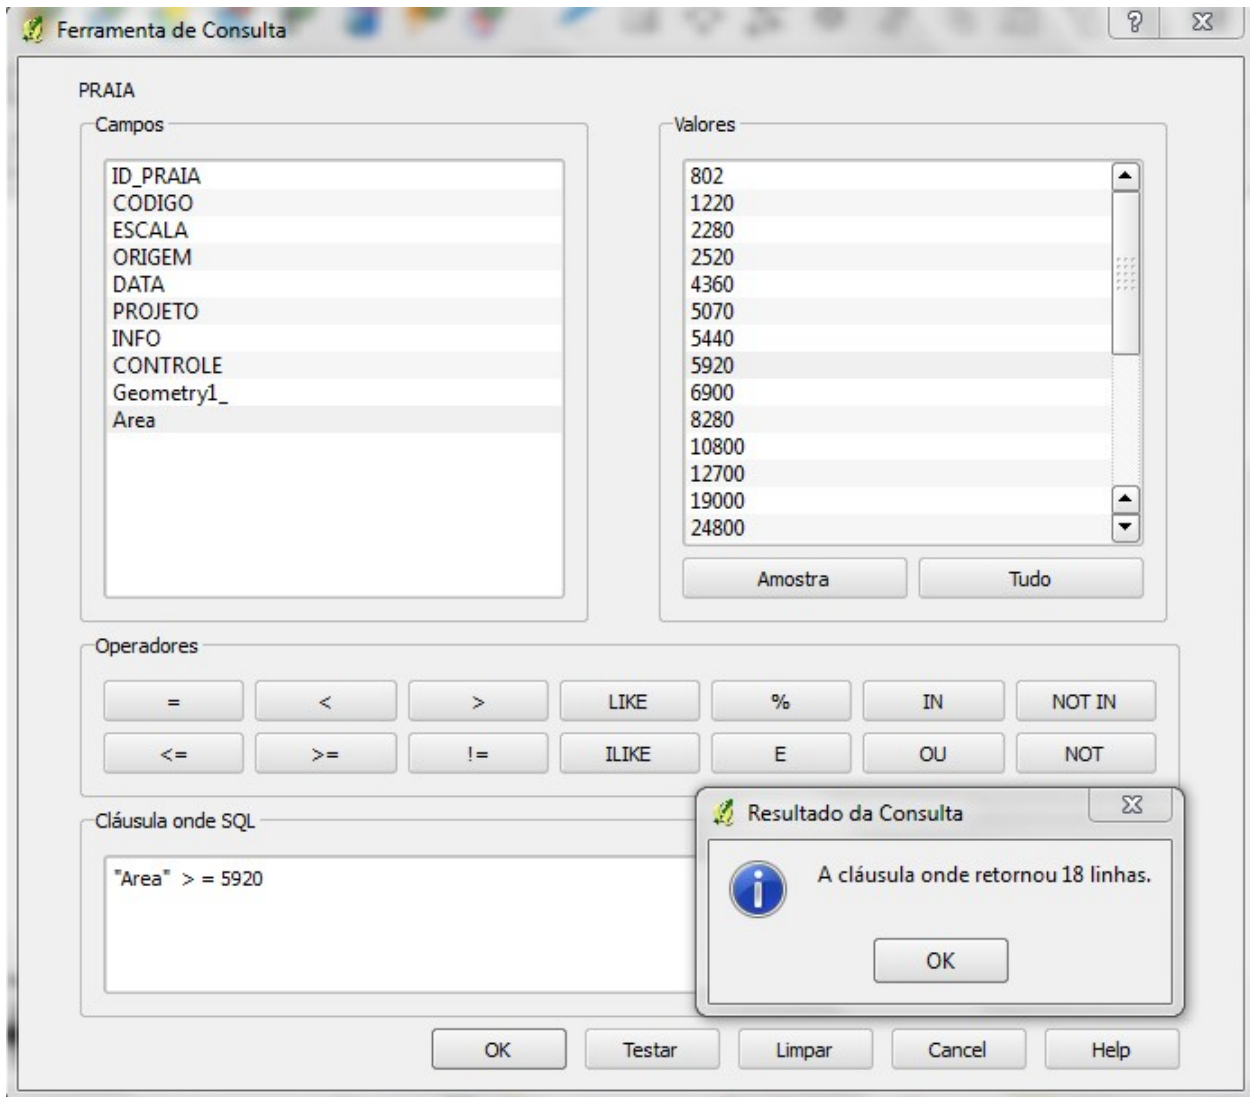 Ferramenta de Consulta
PRAIA
Campos
ID_PRAIA
CODIGO
ESCALA
ORIGEM
DATA
PROJETO
INFO
CONTROLE
Geometry1_
Area
Valores
802
1220
2280
2520
4360
5070
5440
5920
6900
8280
10800
12700
19000
24800
Amostra Tudo
Operadores
= < > LIKE % IN NOT IN
<= >= != ILIKE E OU NOT
Cláusula onde SQL
"Area" > = 5920
Resultado da Consulta
A cláusula onde retornou 18 linhas.
OK
OK Testar Limpar Cancel Help